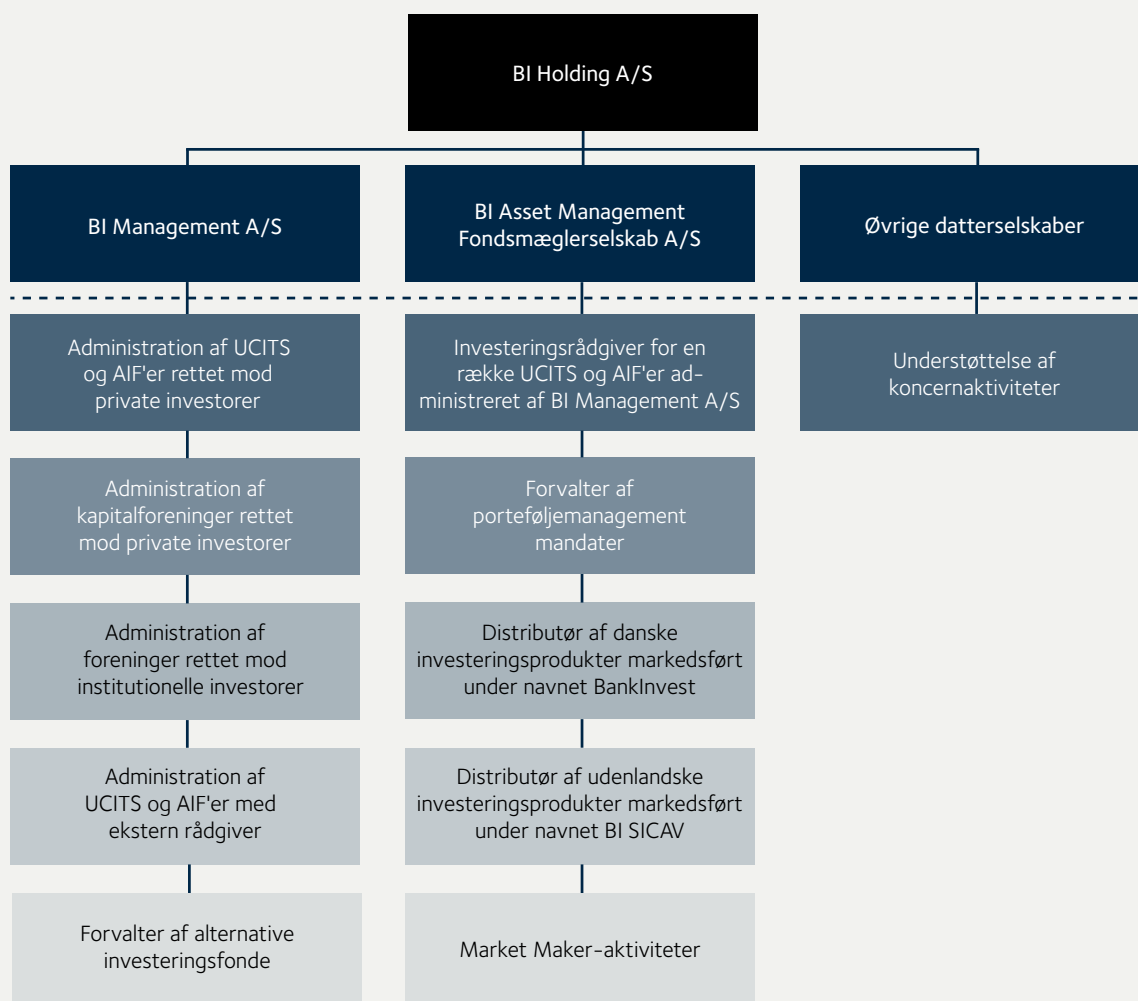 BI Holding A/S
BI Management A/S
BI Asset Management
Fondsmæglerselskab A/S
Øvrige datterselskaber
Administration af UCITS
og AIF'er rettet mod
private investorer
Investeringsrådgiver for en
række UCITS og AIF'er ad-
ministreret af BI Management A/S
Understøttelse af
koncernaktiviteter
Administration af
kapitalforeninger rettet
mod private investorer
Forvalter af
porteføljemanagement
mandater
Administration af
foreninger rettet mod
institutionelle investorer
Distributør af danske
investeringsprodukter markedsført
under navnet BankInvest
Administration af
UCITS og AIF'er med
ekstern rådgiver
Distributør af udenlandske
investeringsprodukter markedsført
under navnet BI SICAV
Forvalter af alternative
investeringsfonde
Market Maker-aktiviteter